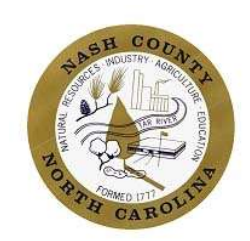 NASH COUNTY
NATURAL RESOURCES · INDUSTRY · AGRICULTURE · EDUCATION
TAR RIVER
FORMED 1777
NORTH CAROLINA